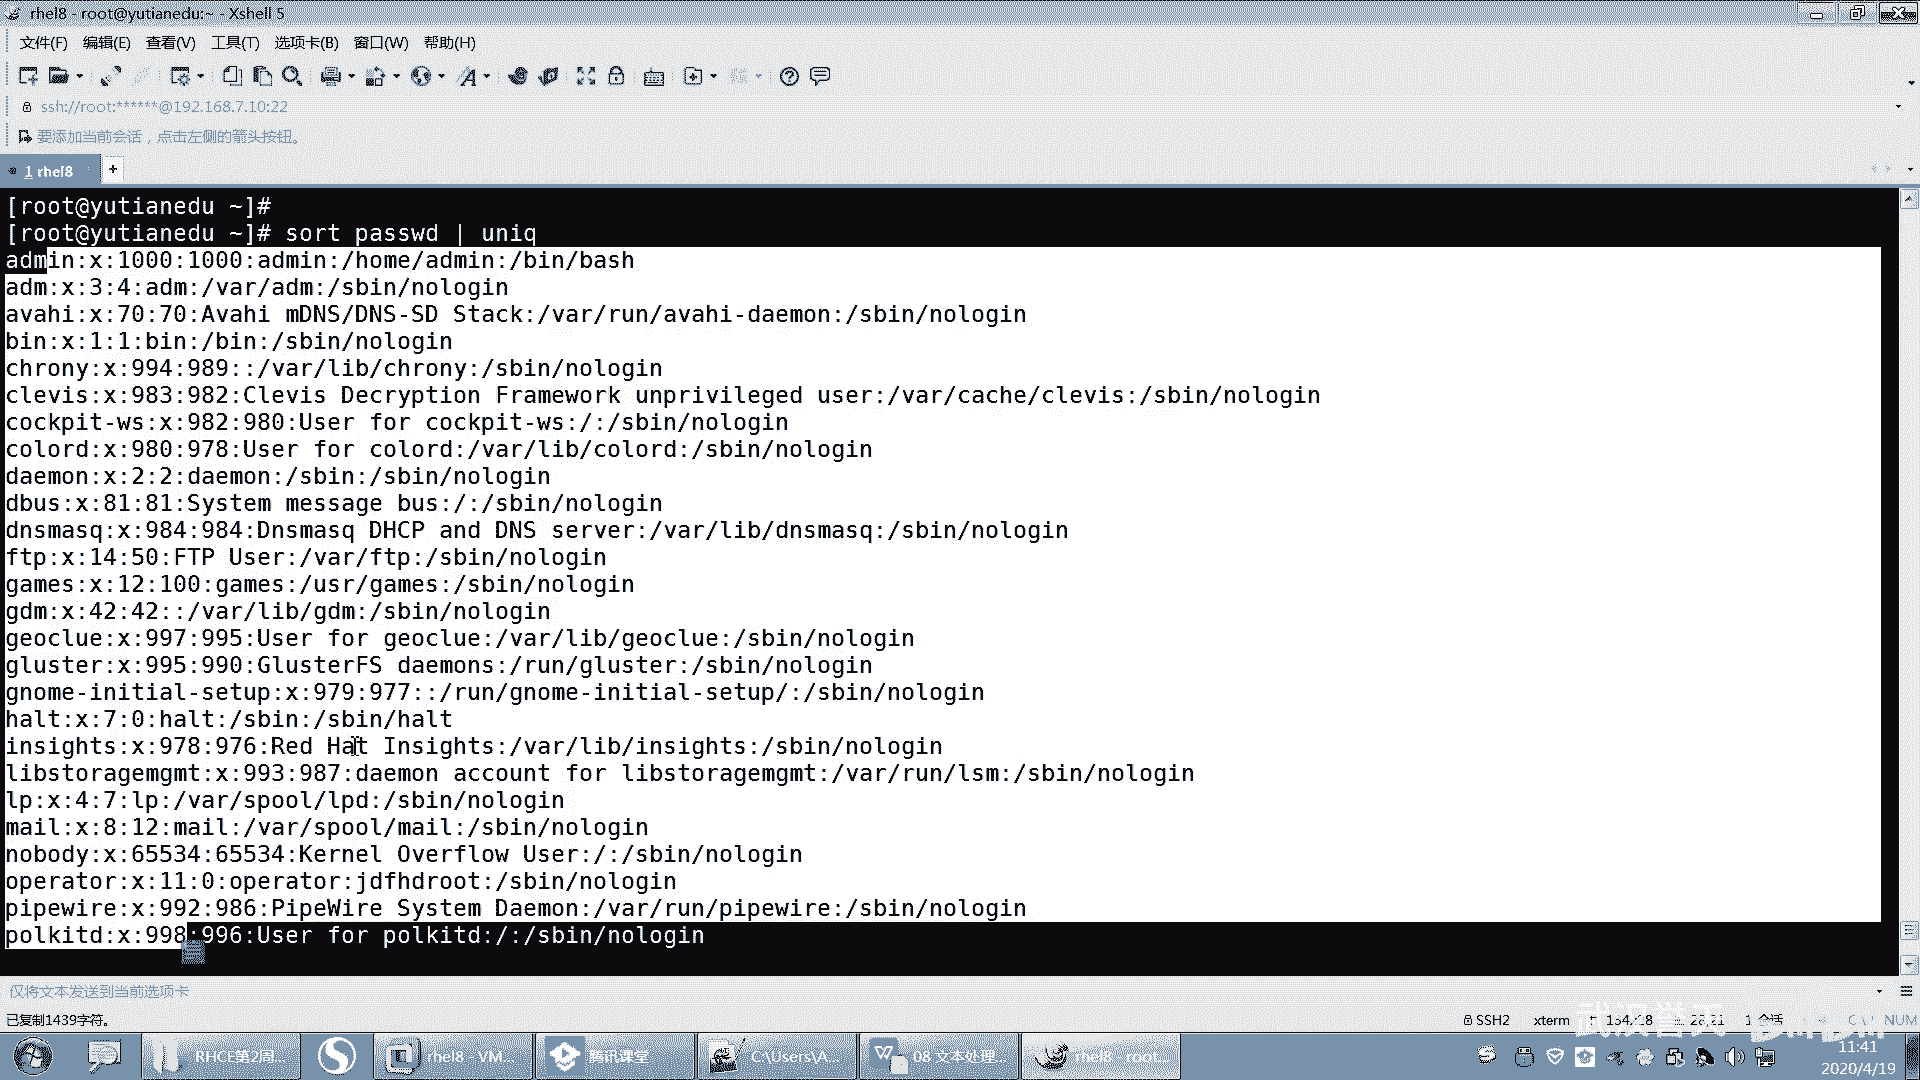 rhel8 - root@yutianedu:~ - Xshell 5
文件(F) 编辑(E) 查看(V) 工具(T) 选项卡(B) 窗口(W) 帮助(H)
ssh://root:******@192.168.7.10:22
要添加当前会话，点击左侧的箭头按钮。
1 rhel8 +
[root@yutianedu ~]#
[root@yutianedu ~]# sort passwd | uniq
admin:x:1000:1000:admin:/home/admin:/bin/bash
adm:x:3:4:adm:/var/adm:/sbin/nologin
avahi:x:70:70:Avahi mDNS/DNS-SD Stack:/var/run/avahi-daemon:/sbin/nologin
bin:x:1:1:bin:/bin:/sbin/nologin
chrony:x:994:989::/var/lib/chrony:/sbin/nologin
clevis:x:983:982:Clevis Decryption Framework unprivileged user:/var/cache/clevis:/sbin/nologin
cockpit-ws:x:982:980:User for cockpit-ws:/:/sbin/nologin
colord:x:980:978:User for colord:/var/lib/colord:/sbin/nologin
daemon:x:2:2:daemon:/sbin:/sbin/nologin
dbus:x:81:81:System message bus:/:/sbin/nologin
dnsmasq:x:984:984:Dnsmasq DHCP and DNS server:/var/lib/dnsmasq:/sbin/nologin
ftp:x:14:50:FTP User:/var/ftp:/sbin/nologin
games:x:12:100:games:/usr/games:/sbin/nologin
gdm:x:42:42::/var/lib/gdm:/sbin/nologin
geoclue:x:997:995:User for geoclue:/var/lib/geoclue:/sbin/nologin
gluster:x:995:990:GlusterFS daemons:/run/gluster:/sbin/nologin
gnome-initial-setup:x:979:977::/run/gnome-initial-setup/:/sbin/nologin
halt:x:7:0:halt:/sbin:/sbin/halt
insights:x:978:976:Red Hat Insights:/var/lib/insights:/sbin/nologin
libstoragemgmt:x:993:987:daemon account for libstoragemgmt:/var/run/lsm:/sbin/nologin
lp:x:4:7:lp:/var/spool/lpd:/sbin/nologin
mail:x:8:12:mail:/var/spool/mail:/sbin/nologin
nobody:x:65534:65534:Kernel Overflow User:/:/sbin/nologin
operator:x:11:0:operator:jdfhdroot:/sbin/nologin
pipewire:x:992:986:PipeWire System Daemon:/var/run/pipewire:/sbin/nologin
polkitd:x:998:996:User for polkitd:/:/sbin/nologin
仅将文本发送到当前选项卡
已复制1439字符。 SSH2 xterm 1 会话 NUM
RHCE第2周... rhel8 - VM... 腾讯课堂 C:\Users\A... 08 文本处理... rhel8 - root...
11:41
2020/4/19